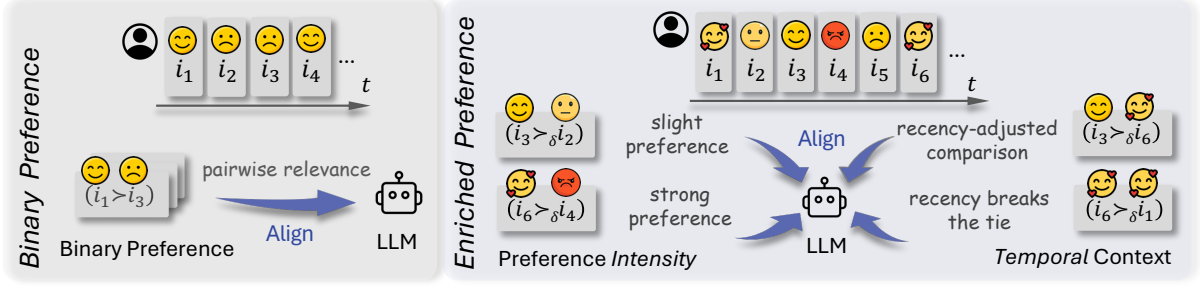 Binary Preference
i₁ i₂ i₃ i₄ ...
t
(i₁≻i₃)
pairwise relevance
Align
Binary Preference
LLM
Enriched Preference
i₁ i₂ i₃ i₄ i₅ i₆ ...
t
(i₃≻δi₂)
slight
preference
(i₆≻δi₄)
strong
preference
Preference Intensity
Align
LLM
recency-adjusted
comparison
(i₃≻δi₆)
recency breaks
the tie
(i₆≻δi₁)
Temporal Context